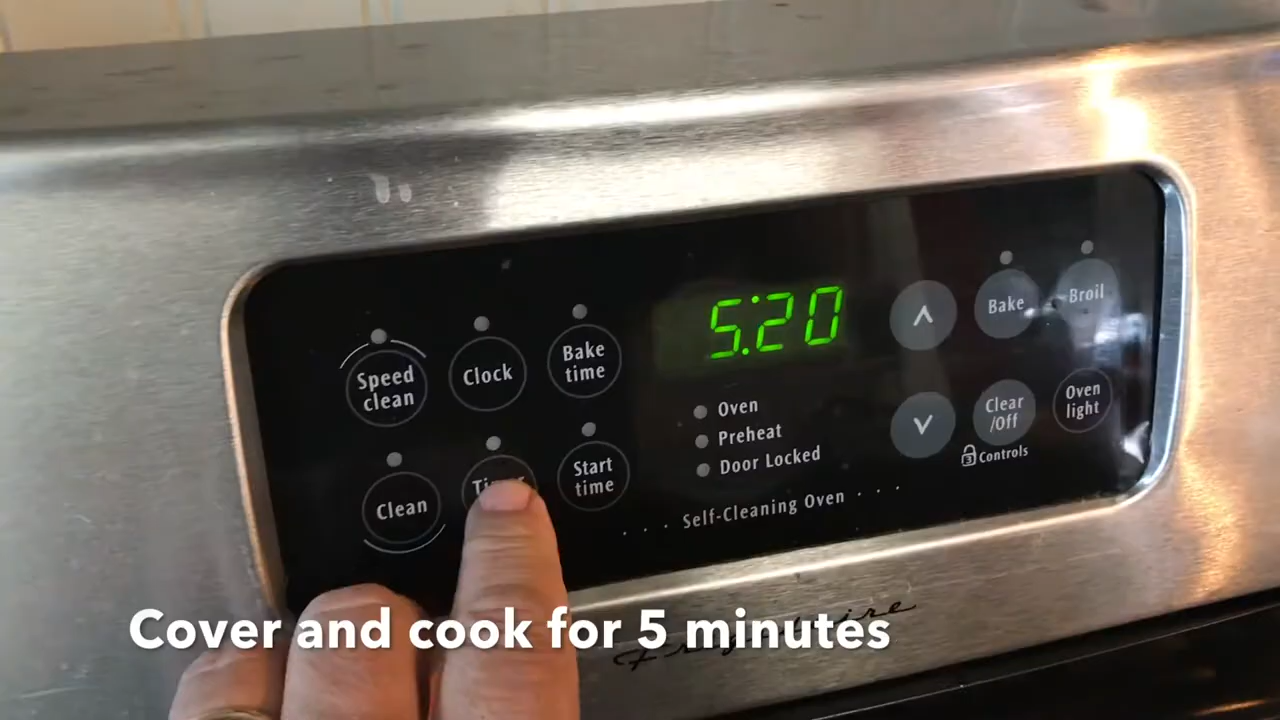 5:20
Speed
clean
Clock
Bake
time
Bake
Broil
Oven
Preheat
Door Locked
Clear
/Off
Oven
light
Controls
Clean
Start
time
Self-Cleaning Oven
Cover and cook for 5 minutes